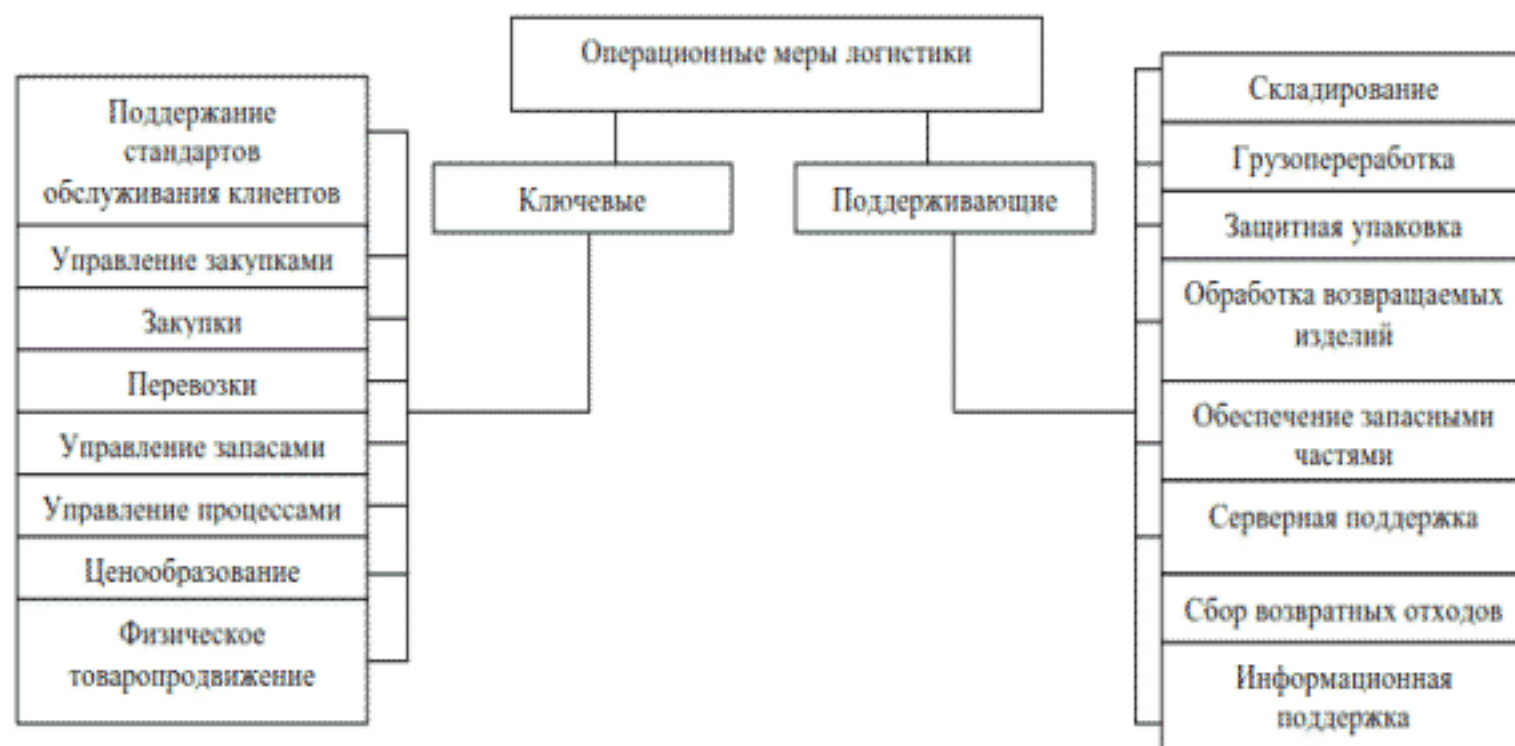 Операционные меры логистики
Ключевые
Поддерживающие
Поддержание
стандартов
обслуживания клиентов
Управление закупками
Закупки
Перевозки
Управление запасами
Управление процессами
Ценообразование
Физическое
товаропродвижение
Складирование
Грузопереработка
Защитная упаковка
Обработка возвращаемых
изделий
Обеспечение запасными
частями
Серверная поддержка
Сбор возвратных отходов
Информационная
поддержка